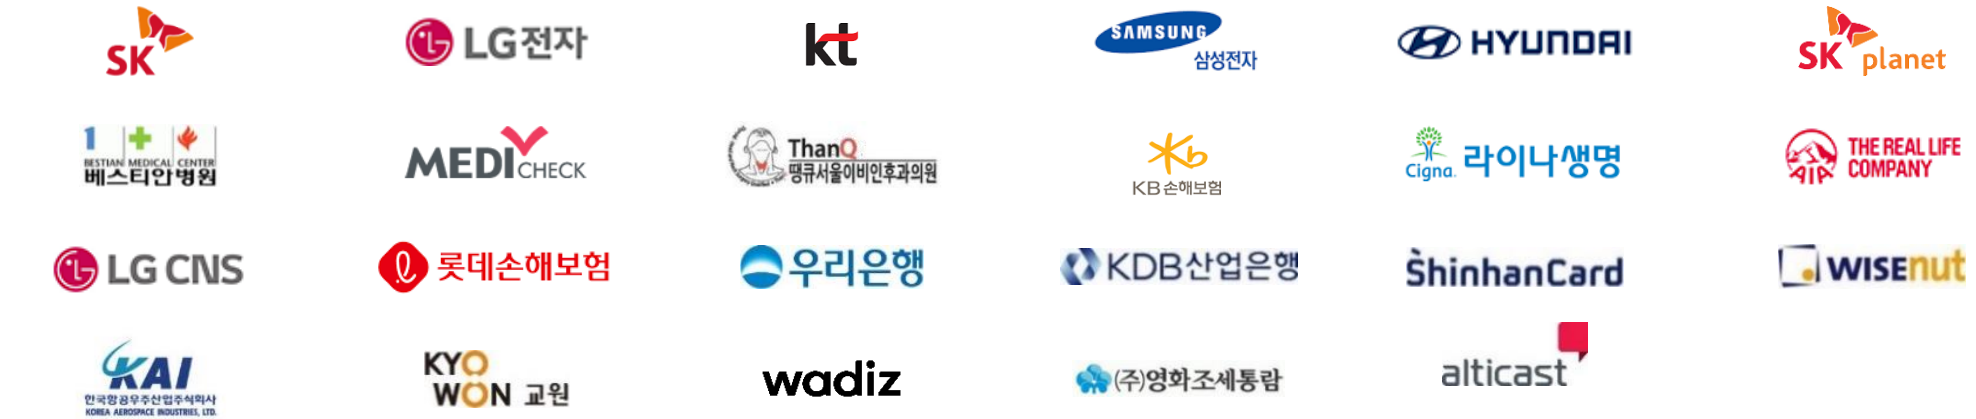 SK
LG전자
kt
SAMSUNG
삼성전자
HYUNDAI
SK planet
1
BESTIAN MEDICAL CENTER
베스티안병원
MEDICHECK
ThanQ
땡큐서울이비인후과의원
Kb
KB손해보험
Cigna
라이나생명
AIA
THE REAL LIFE
COMPANY
LG CNS
롯데손해보험
우리은행
KDB산업은행
ShinhanCard
WISEnut
KAI
한국항공우주산업주식회사
KOREA AEROSPACE INDUSTRIES, LTD.
KYO
WON 교원
wadiz
(주)영화조세통람
alticast